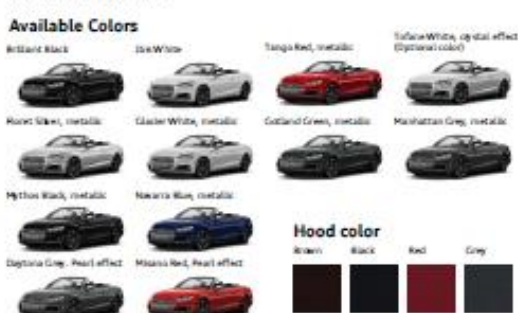 Available Colors
Brilliant Black
Ibis White
Tango Red, metallic
Tofana White, crystal effect
(Optional color)
Floret Silver, metallic
Glacier White, metallic
Gotland Green, metallic
Manhattan Grey, metallic
Mythos Black, metallic
Navarra Blue, metallic
Daytona Grey, Pearl effect
Misano Red, Pearl effect
Hood color
Brown
Black
Red
Grey